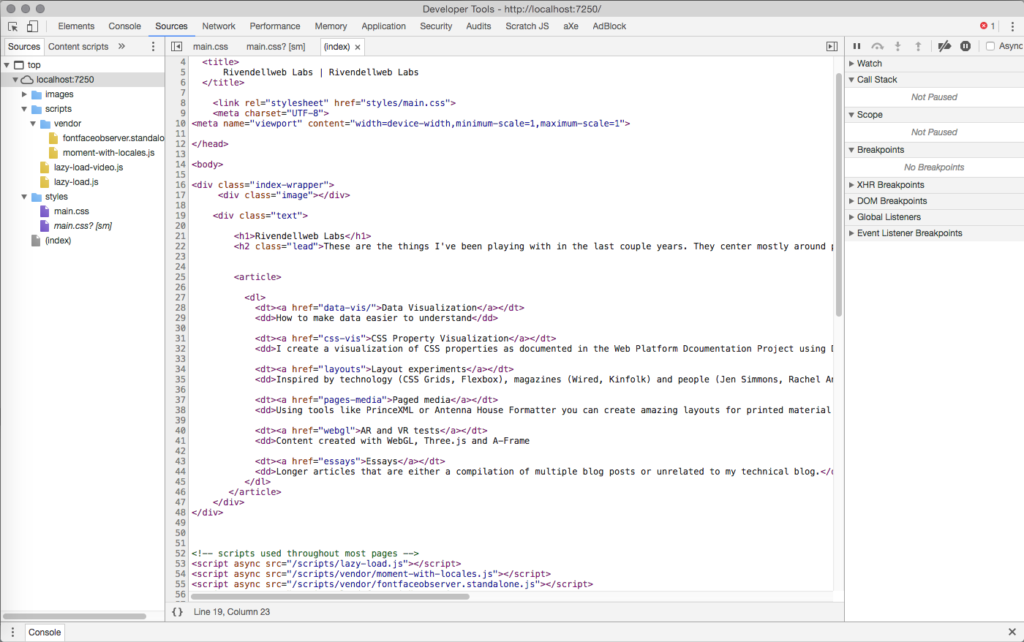 Developer Tools - http://localhost:7250/
Elements Console Sources Network Performance Memory Application Security Audits Scratch JS aXe AdBlock 1
Sources Content scripts »
main.css main.css? [sm] (index) ×
Async
top
localhost:7250
images
scripts
vendor
fontfaceobserver.standalo
moment-with-locales.js
lazy-load-video.js
lazy-load.js
styles
main.css
main.css? [sm]
(index)
4 <title>
5 Rivendellweb Labs | Rivendellweb Labs
6 </title>
7
8 <link rel="stylesheet" href="styles/main.css">
9 <meta charset="UTF-8">
10 <meta name="viewport" content="width=device-width,minimum-scale=1,maximum-scale=1">
11
12 </head>
13
14 <body>
15
16 <div class="index-wrapper">
17 <div class="image"></div>
18
19 <div class="text">
20
21 <h1>Rivendellweb Labs</h1>
22 <h2 class="lead">These are the things I've been playing with in the last couple years. They center mostly around
23
24
25 <article>
26
27 <dl>
28 <dt><a href="data-vis/">Data Visualization</a></dt>
29 <dd>How to make data easier to understand</dd>
30
31 <dt><a href="css-vis">CSS Property Visualization</a></dt>
32 <dd>I create a visualization of CSS properties as documented in the Web Platform Dcoumentation Project using
33
34 <dt><a href="layouts">Layout experiments</a></dt>
35 <dd>Inspired by technology (CSS Grids, Flexbox), magazines (Wired, Kinfolk) and people (Jen Simmons, Rachel
36
37 <dt><a href="pages-media">Paged media</a></dt>
38 <dd>Using tools like PrinceXML or Antenna House Formatter you can create amazing layouts for printed material
39
40 <dt><a href="webgl">AR and VR tests</a></dt>
41 <dd>Content created with WebGL, Three.js and A-Frame
42
43 <dt><a href="essays">Essays</a></dt>
44 <dd>Longer articles that are either a compilation of multiple blog posts or unrelated to my technical blog.</
45 </dl>
46 </article>
47 </div>
48 </div>
49
50
51
52 <!-- scripts used throughout most pages -->
53 <script async src="/scripts/lazy-load.js"></script>
54 <script async src="/scripts/vendor/moment-with-locales.js"></script>
55 <script async src="/scripts/vendor/fontfaceobserver.standalone.js"></script>
56
{ } Line 19, Column 23
Watch
Call Stack
Not Paused
Scope
Not Paused
Breakpoints
No Breakpoints
XHR Breakpoints
DOM Breakpoints
Global Listeners
Event Listener Breakpoints
Console ×